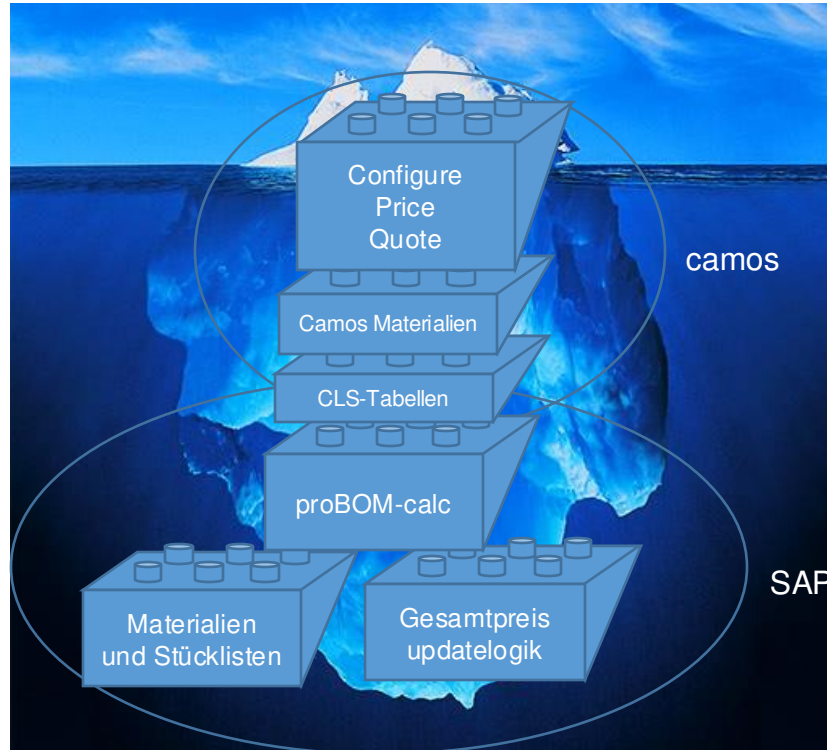 Configure
Price
Quote
camos
Camos Materialien
CLS-Tabellen
proBOM-calc
SAP
Materialien
und Stücklisten
Gesamtpreis
updatelogik